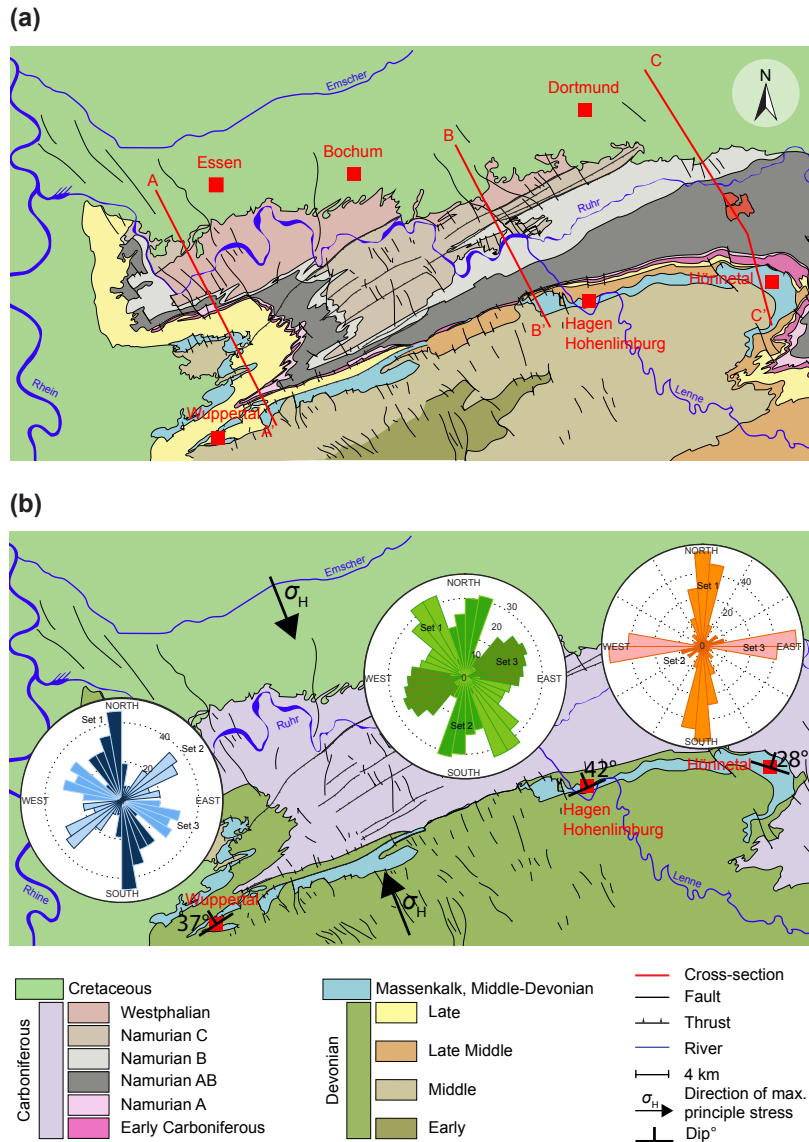 (a)
N
Emscher
C
Dortmund
Bochum
B
Essen
A
Ruhr
Hönnetal
Rhein
Hagen
Hohenlimburg
B'
C'
Lenne
Wuppertal
A'
(b)
Emscher
σH
NORTH
Set 1
30
20
10
0
WEST
EAST
Set 3
Set 2
SOUTH
NORTH
Set 1
40
20
0
WEST
EAST
Set 3
Set 2
SOUTH
NORTH
Set 1
40
Set 2
20
WEST
EAST
Set 3
SOUTH
Ruhr
Rhine
42°
Hönnetal
28°
Hagen
Hohenlimburg
Lenne
σH
Wuppertal
37°
Cretaceous
Carboniferous
Westphalian
Namurian C
Namurian B
Namurian AB
Namurian A
Early Carboniferous
Massenkalk, Middle-Devonian
Devonian
Late
Late Middle
Middle
Early
Cross-section
Fault
Thrust
River
4 km
σH
Direction of max.
principle stress
Dip°